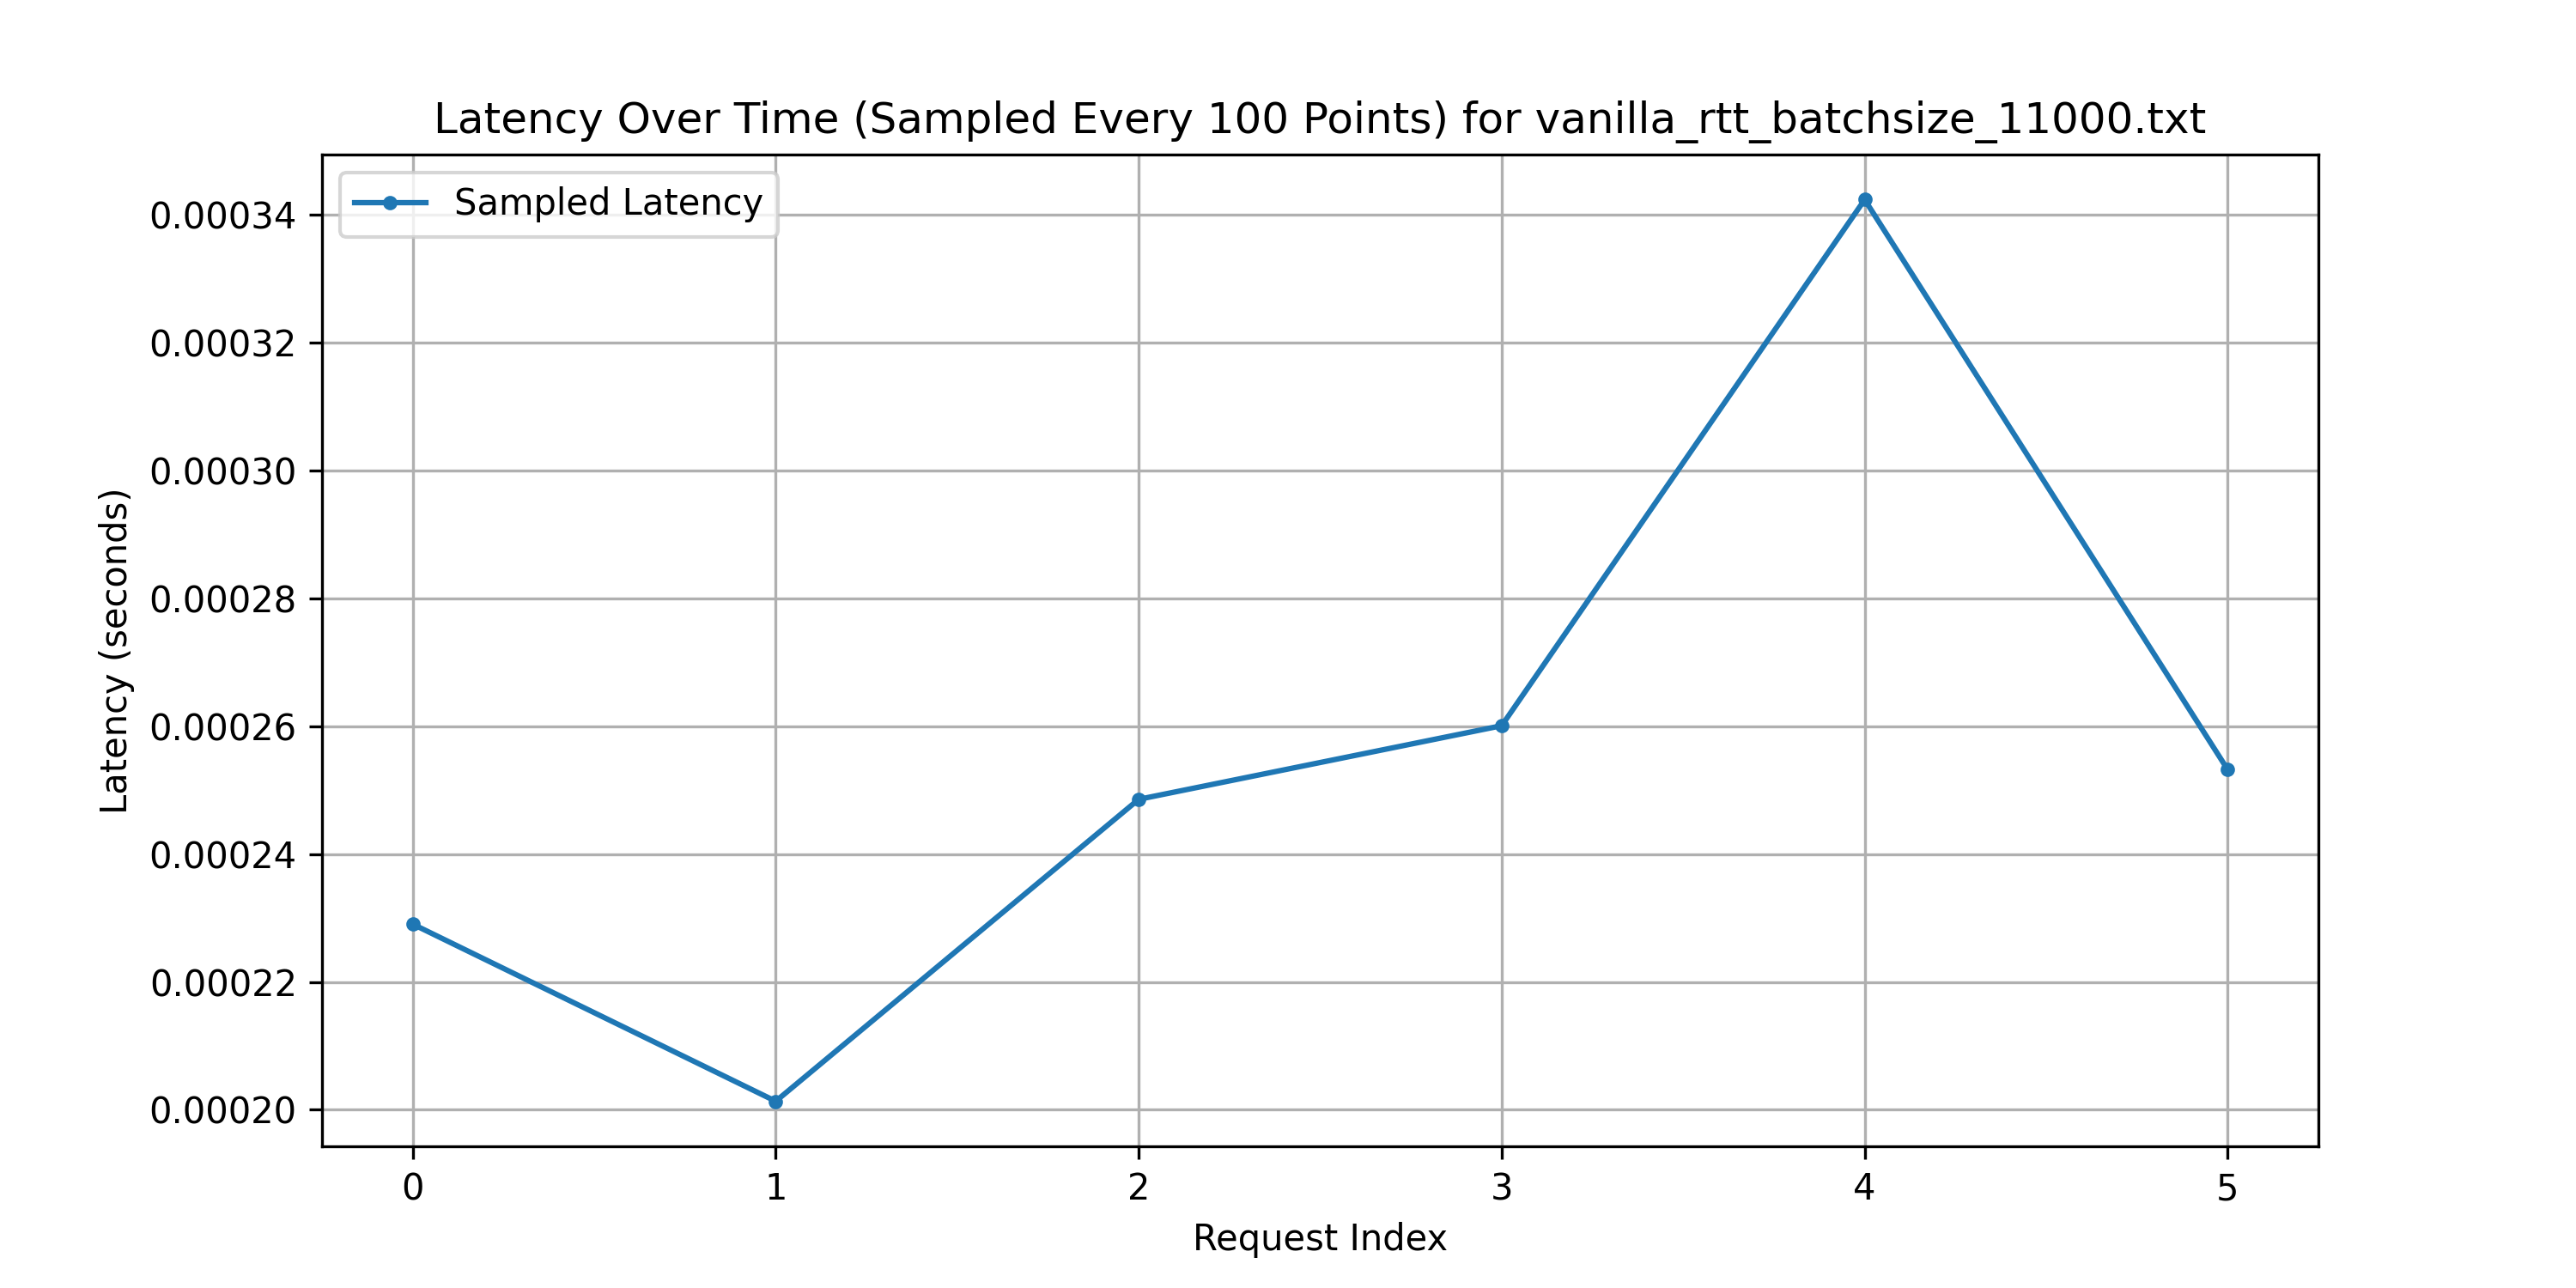 Latency Over Time (Sampled Every 100 Points) for vanilla_rtt_batchsize_11000.txt
Sampled Latency
0.00034
0.00032
0.00030
0.00028
0.00026
0.00024
0.00022
0.00020
Latency (seconds)
0 1 2 3 4 5
Request Index